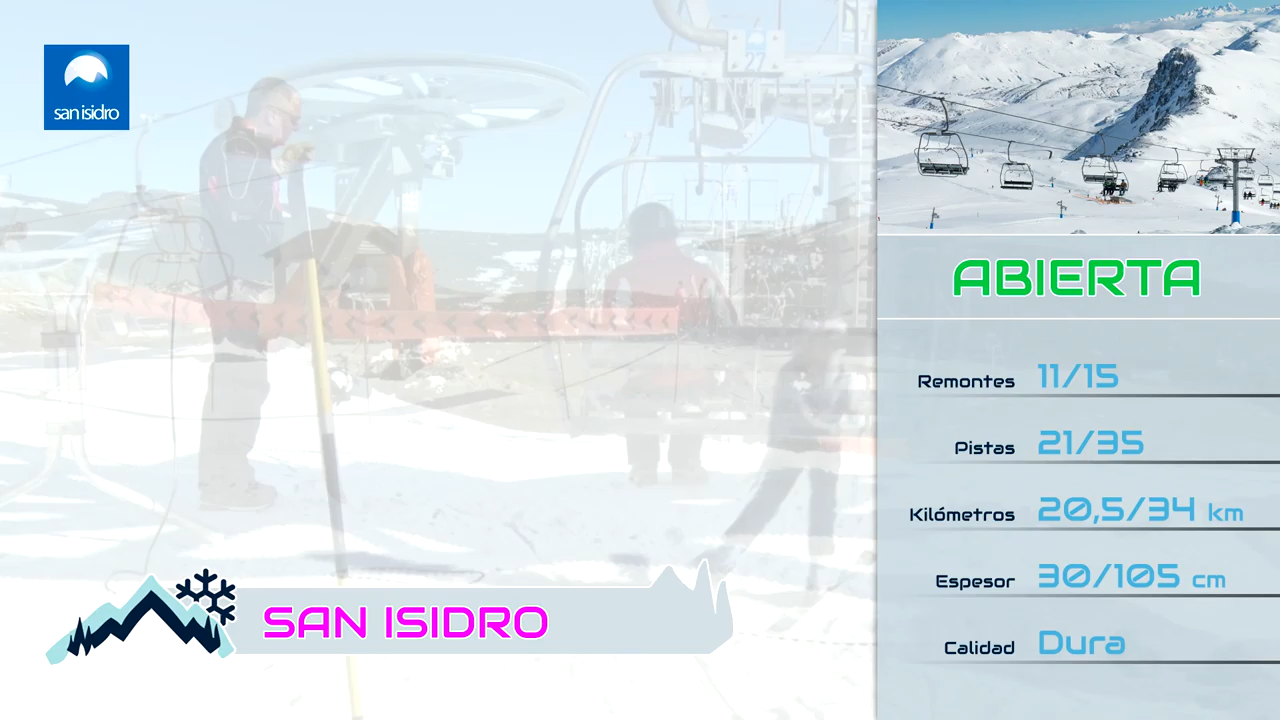 san isidro
27
ABIERTA
Remontes 11/15
Pistas 21/35
Kilómetros 20,5/34 km
Espesor 30/105 cm
Calidad Dura
SAN ISIDRO